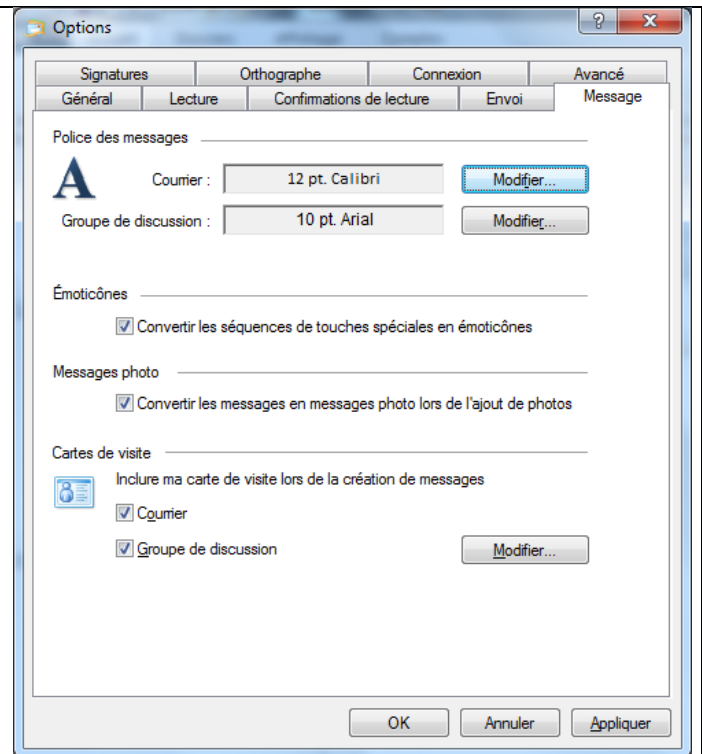 Options
Signatures Orthographe Connexion Avancé
Général Lecture Confirmations de lecture Envoi Message
Police des messages
A Courrier : 12 pt. Calibri Modifier...
Groupe de discussion : 10 pt. Arial Modifier...
Émoticônes
Convertir les séquences de touches spéciales en émoticônes
Messages photo
Convertir les messages en messages photo lors de l'ajout de photos
Cartes de visite
Inclure ma carte de visite lors de la création de messages
Courrier
Groupe de discussion Modifier...
OK Annuler Appliquer